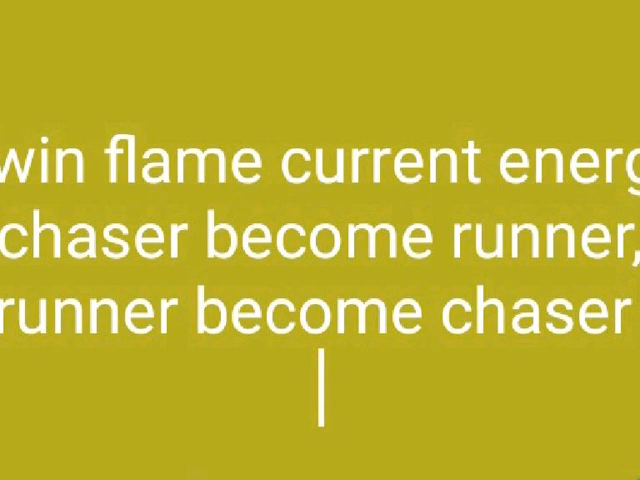 win flame current energ
chaser become runner,
runner become chaser